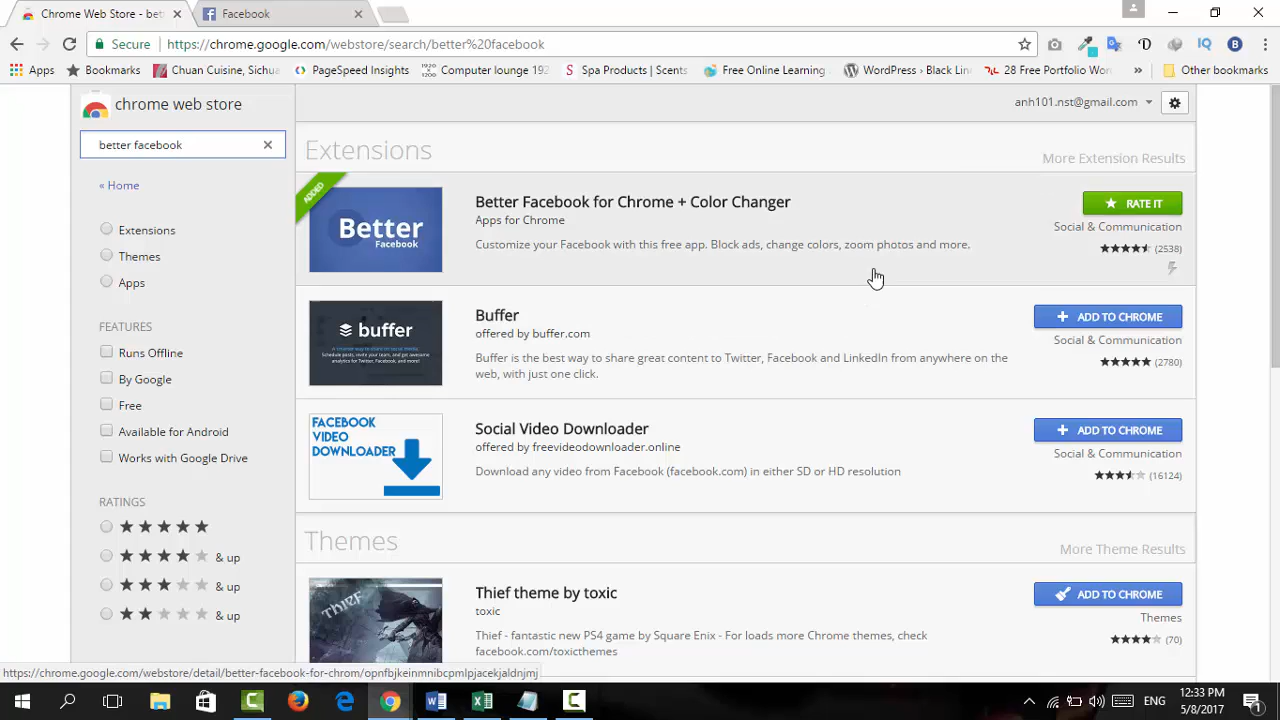 Chrome Web Store - bett
Facebook
Secure
https://chrome.google.com/webstore/search/better%20facebook
Apps
Bookmarks
Chuan Cuisine, Sichua
PageSpeed Insights
Computer lounge 192
Spa Products | Scents
Free Online Learning
WordPress › Black Lin
28 Free Portfolio Wor
»
Other bookmarks
chrome web store
anh101.nst@gmail.com
better facebook
« Home
Extensions
Themes
Apps
FEATURES
Runs Offline
By Google
Free
Available for Android
Works with Google Drive
RATINGS
& up
& up
& up
Extensions
More Extension Results
ADDED
Better
Facebook
Better Facebook for Chrome + Color Changer
Apps for Chrome
Customize your Facebook with this free app. Block ads, change colors, zoom photos and more.
RATE IT
Social & Communication
(2538)
buffer
Buffer
offered by buffer.com
Buffer is the best way to share great content to Twitter, Facebook and LinkedIn from anywhere on the
web, with just one click.
ADD TO CHROME
Social & Communication
(2780)
FACEBOOK
VIDEO
DOWNLOADER
Social Video Downloader
offered by freevideodownloader.online
Download any video from Facebook (facebook.com) in either SD or HD resolution
ADD TO CHROME
Social & Communication
(16124)
Themes
More Theme Results
THIEF
Thief theme by toxic
toxic
Thief - fantastic new PS4 game by Square Enix - For loads more Chrome themes, check
facebook.com/toxicthemes
ADD TO CHROME
Themes
(70)
https://chrome.google.com/webstore/detail/better-facebook-for-chrom/opnfbjkeinmnibcpmlpjacekjaldnjmj
ENG
12:33 PM
5/8/2017